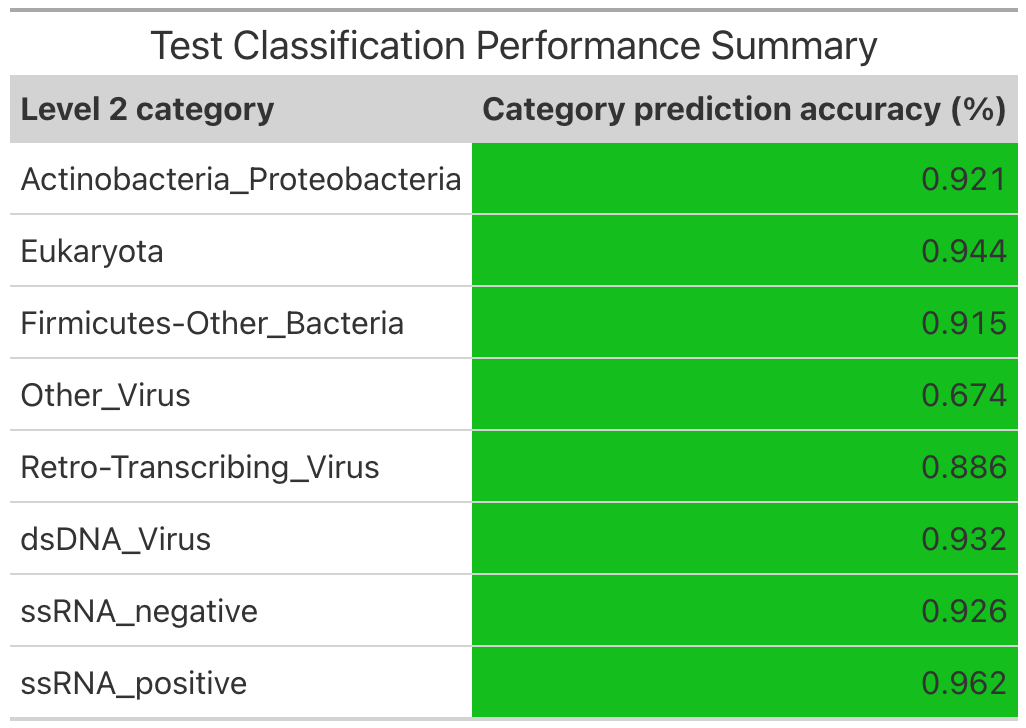 Test Classification Performance Summary
Level 2 category Category prediction accuracy (%)
Actinobacteria_Proteobacteria 0.921
Eukaryota 0.944
Firmicutes-Other_Bacteria 0.915
Other_Virus 0.674
Retro-Transcribing_Virus 0.886
dsDNA_Virus 0.932
ssRNA_negative 0.926
ssRNA_positive 0.962